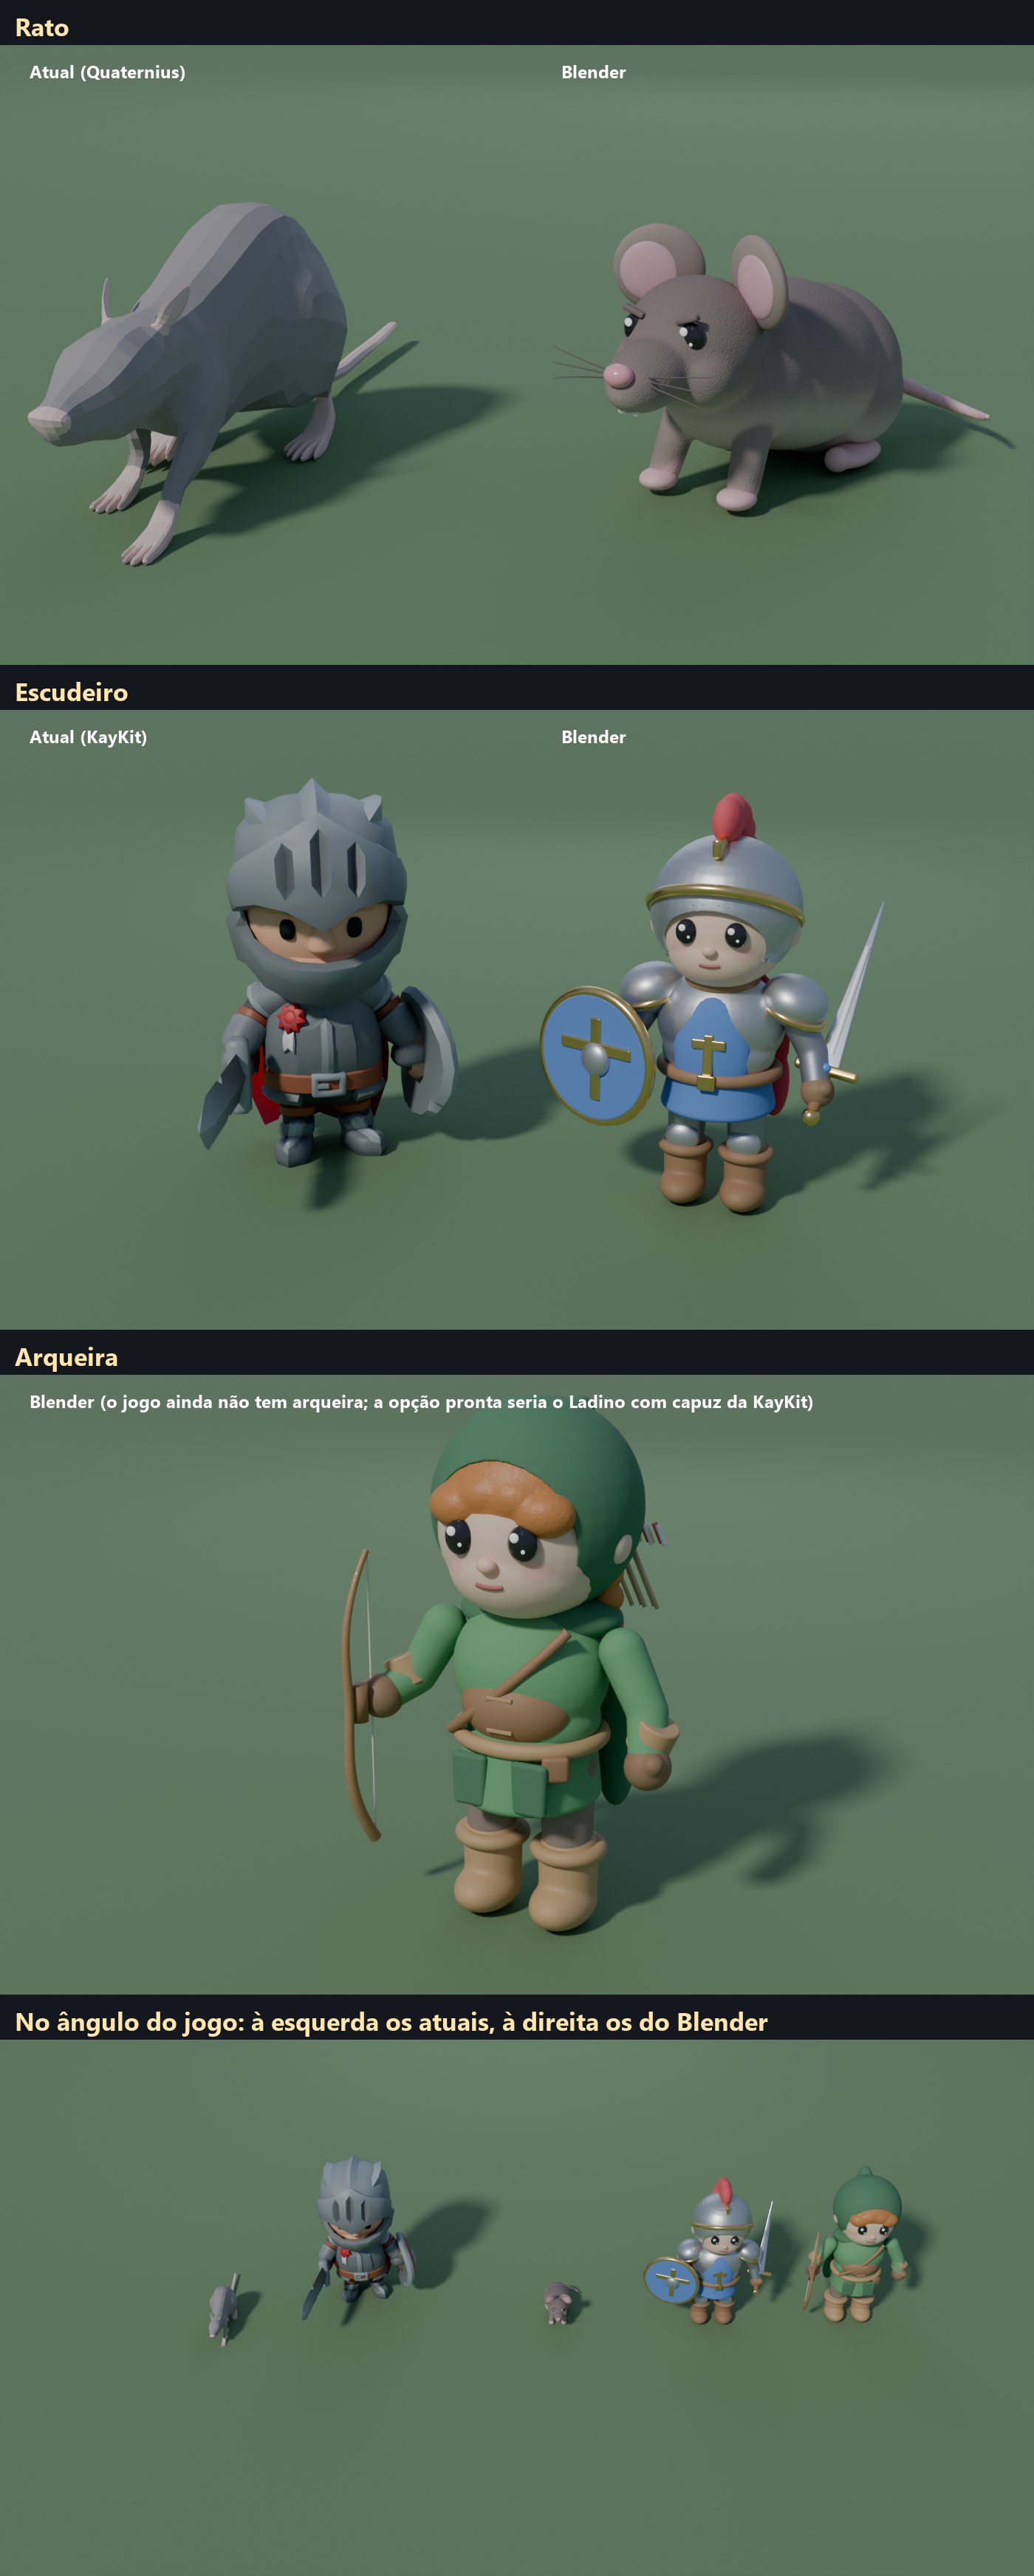 Rato
Atual (Quaternius)
Blender
Escudeiro
Atual (KayKit)
Blender
Arqueira
Blender (o jogo ainda não tem arqueira; a opção pronta seria o Ladino com capuz da KayKit)
No ângulo do jogo: à esquerda os atuais, à direita os do Blender